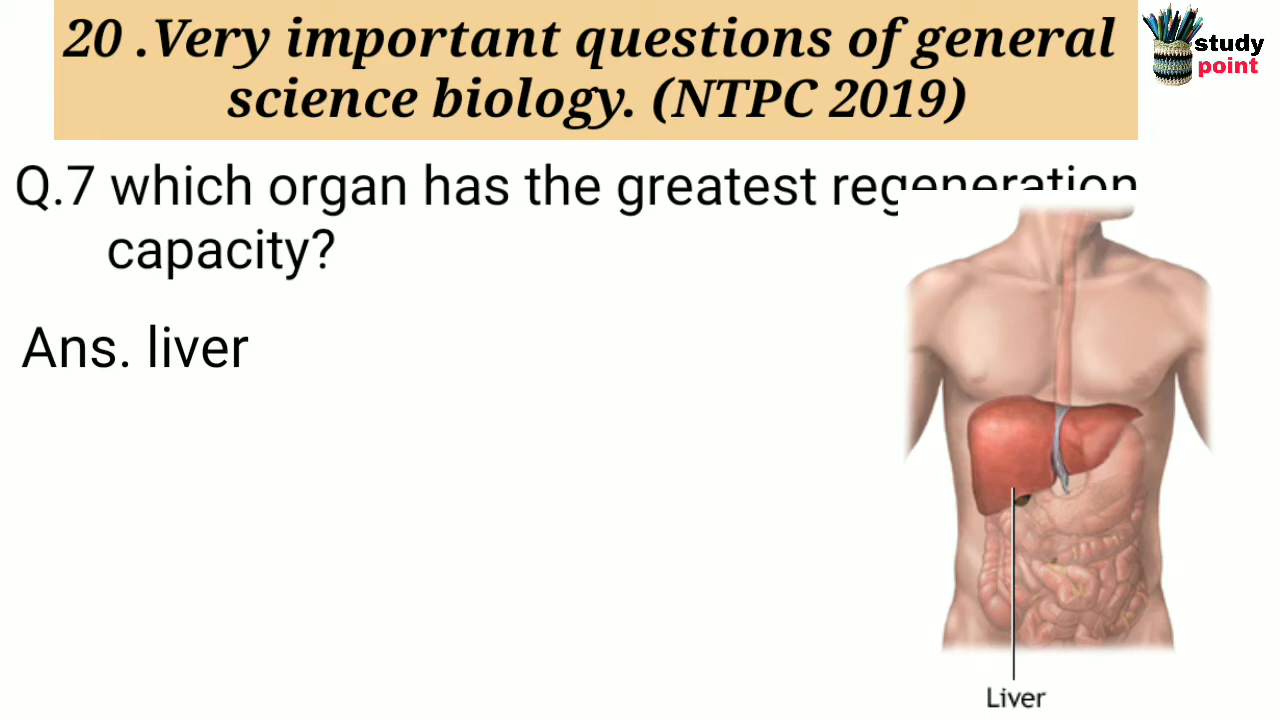 20 .Very important questions of general
science biology. (NTPC 2019)
study
point
Q.7 which organ has the greatest regeneration
capacity?
Ans. liver
Liver